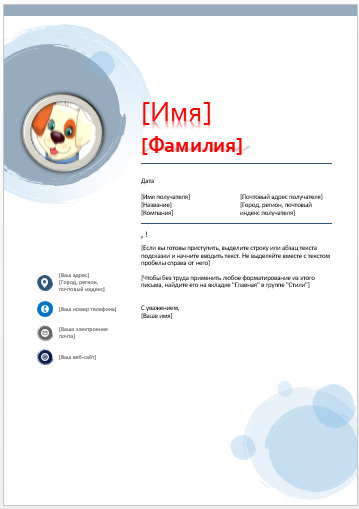 [Имя]
[Фамилия]
Дата
[Имя получателя]
[Название]
[Компания]
[Почтовый адрес получателя]
[Город, регион, почтовый
индекс получателя]
, !
[Если вы готовы приступить, выделите строку или абзац текста
подсказки и начните вводить текст. Не выделяйте вместе с текстом
пробелы справа от него]
[Чтобы без труда применить любое форматирование из этого
письма, найдите его на вкладке "Главная" в группе "Стили"]
С уважением,
[Ваше имя]
[Ваш адрес]
[Город, регион,
почтовый индекс]
[Ваш номер телефона]
[Ваша электронная
почта]
[Ваш веб-сайт]